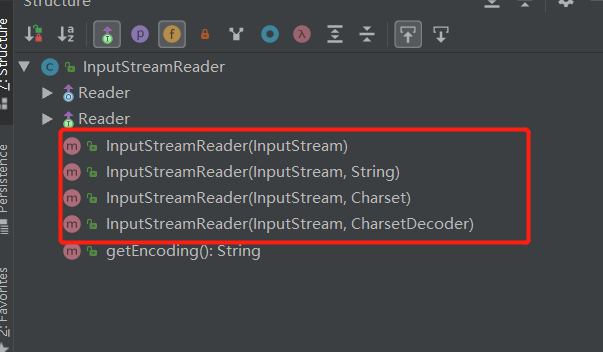 Structure
InputStreamReader
Reader
Reader
InputStreamReader(InputStream)
InputStreamReader(InputStream, String)
InputStreamReader(InputStream, Charset)
InputStreamReader(InputStream, CharsetDecoder)
getEncoding(): String
7: Structure
Persistence
2: Favorites